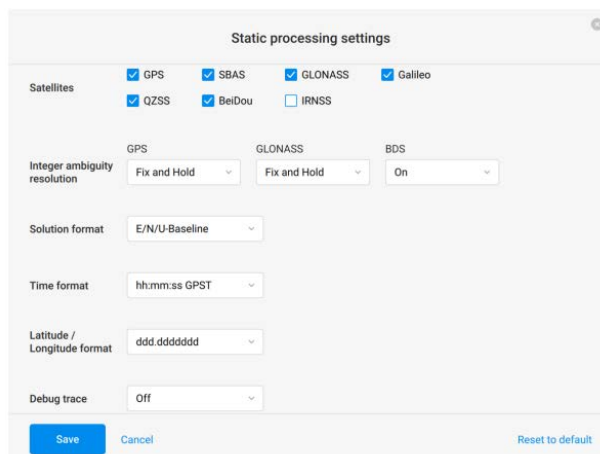 Static processing settings
Satellites
GPS SBAS GLONASS Galileo
QZSS BeiDou IRNSS
GPS GLONASS BDS
Integer ambiguity
resolution
Fix and Hold Fix and Hold On
Solution format E/N/U-Baseline
Time format hh:mm:ss GPST
Latitude /
Longitude format
ddd.ddddddd
Debug trace Off
Save Cancel Reset to default